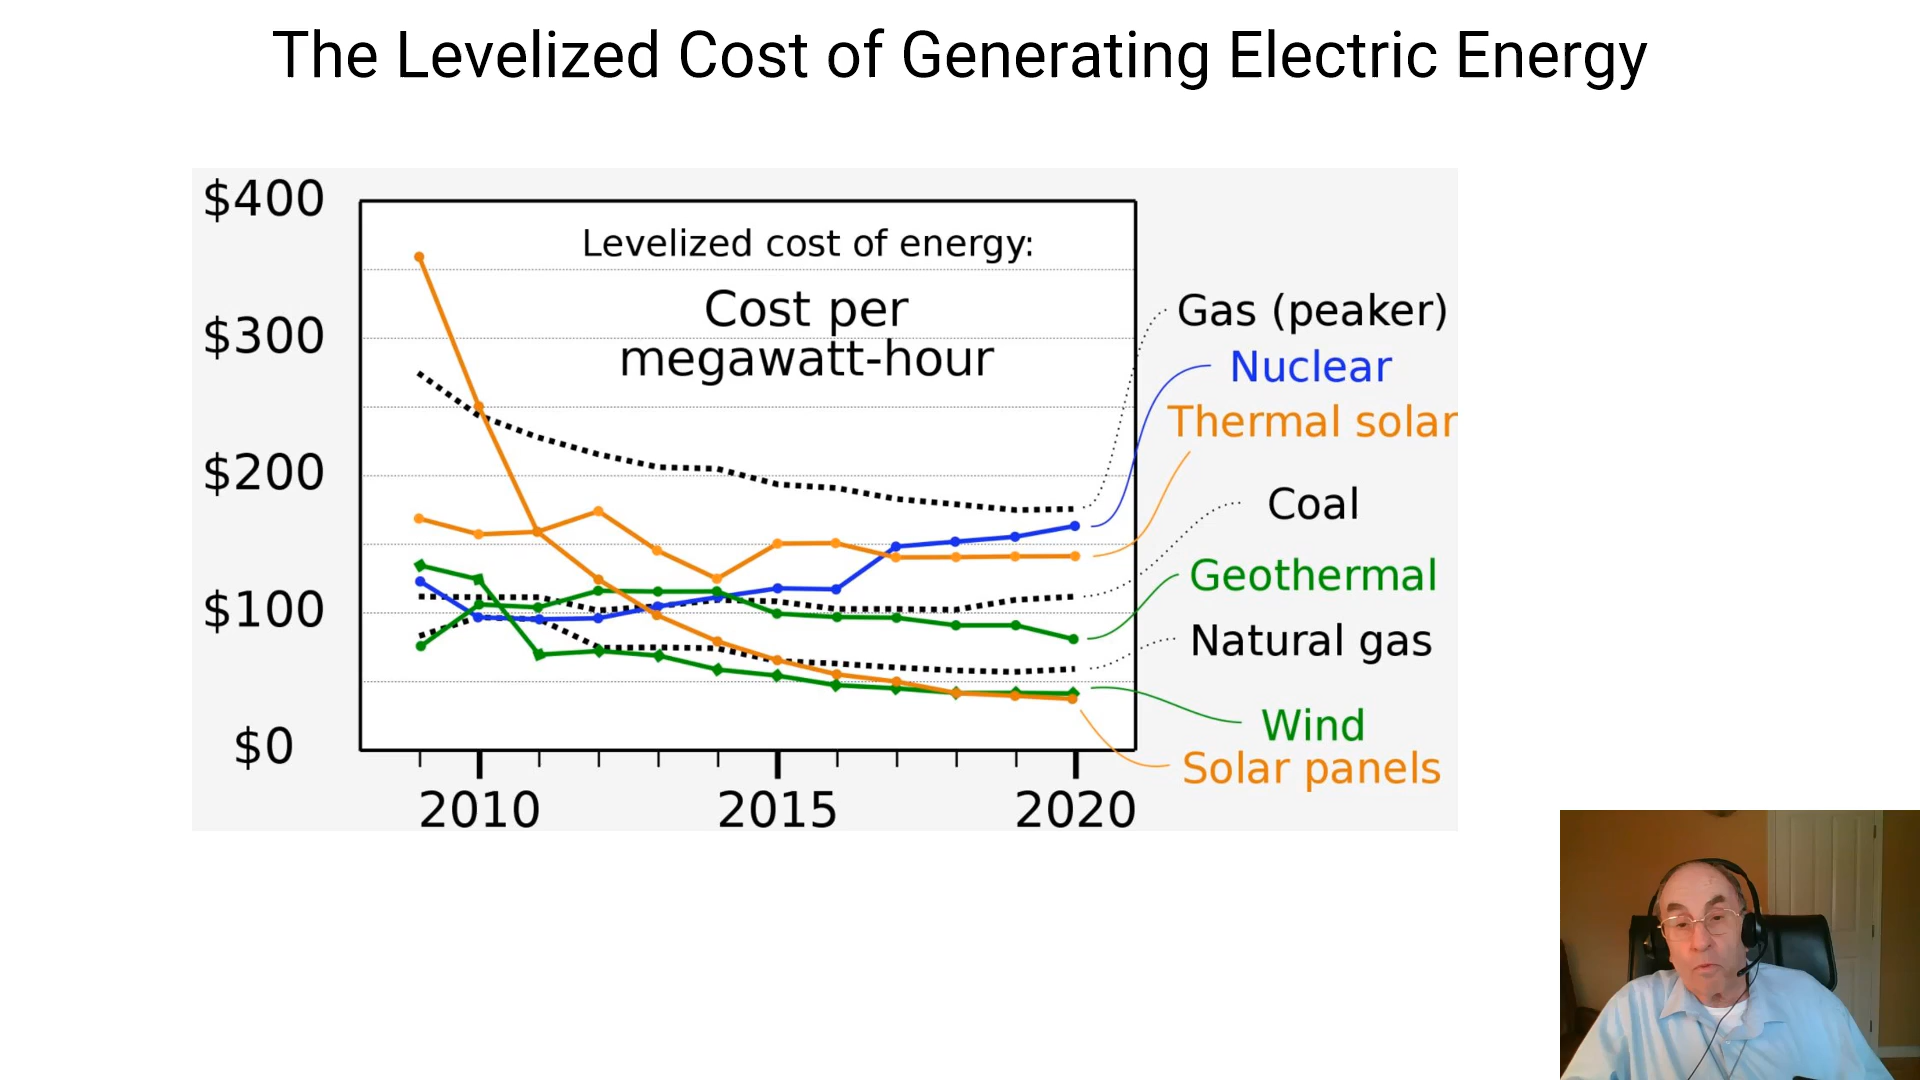 The Levelized Cost of Generating Electric Energy
$400
$300
$200
$100
$0
Levelized cost of energy:
Cost per
megawatt-hour
Gas (peaker)
Nuclear
Thermal solar
Coal
Geothermal
Natural gas
Wind
Solar panels
2010
2015
2020